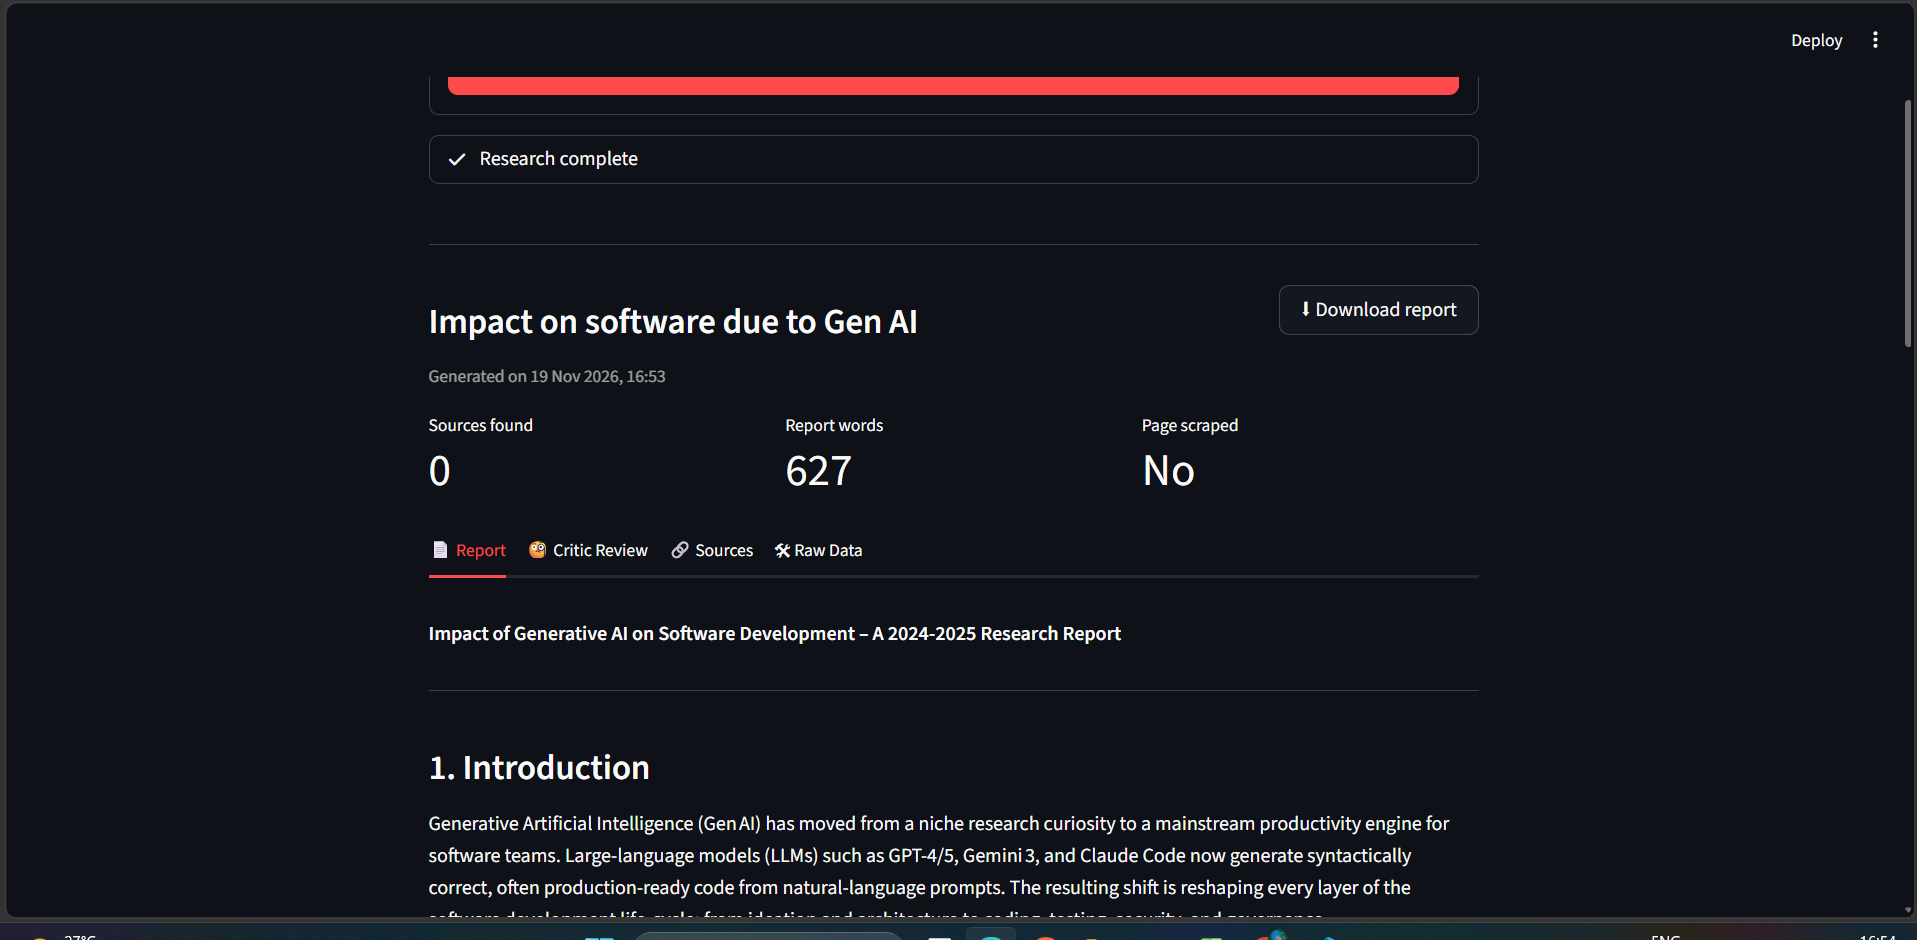 Deploy
Research complete
Impact on software due to Gen AI
⬇ Download report
Generated on 19 Nov 2026, 16:53
Sources found
Report words
Page scraped
0
627
No
Report
Critic Review
Sources
Raw Data
Impact of Generative AI on Software Development – A 2024-2025 Research Report
1. Introduction
Generative Artificial Intelligence (Gen AI) has moved from a niche research curiosity to a mainstream productivity engine for
software teams. Large-language models (LLMs) such as GPT-4/5, Gemini 3, and Claude Code now generate syntactically
correct, often production-ready code from natural-language prompts. The resulting shift is reshaping every layer of the